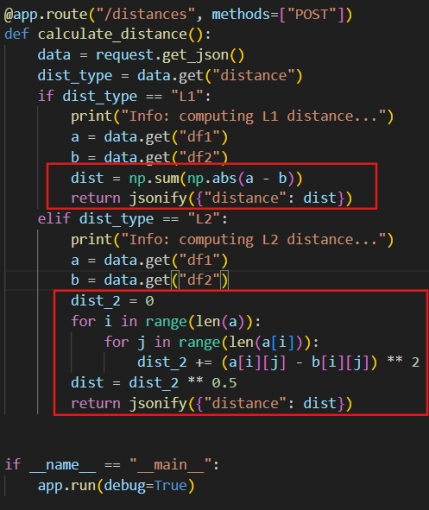 @app.route("/distances", methods=["POST"])
def calculate_distance():
    data = request.get_json()
    dist_type = data.get("distance")
    if dist_type == "L1":
        print("Info: computing L1 distance...")
        a = data.get("df1")
        b = data.get("df2")
        dist = np.sum(np.abs(a - b))
        return jsonify({"distance": dist})
    elif dist_type == "L2":
        print("Info: computing L2 distance...")
        a = data.get("df1")
        b = data.get("df2")
        dist_2 = 0
        for i in range(len(a)):
            for j in range(len(a[i])):
                dist_2 += (a[i][j] - b[i][j]) ** 2
        dist = dist_2 ** 0.5
        return jsonify({"distance": dist})
if __name__ == "__main__":
    app.run(debug=True)